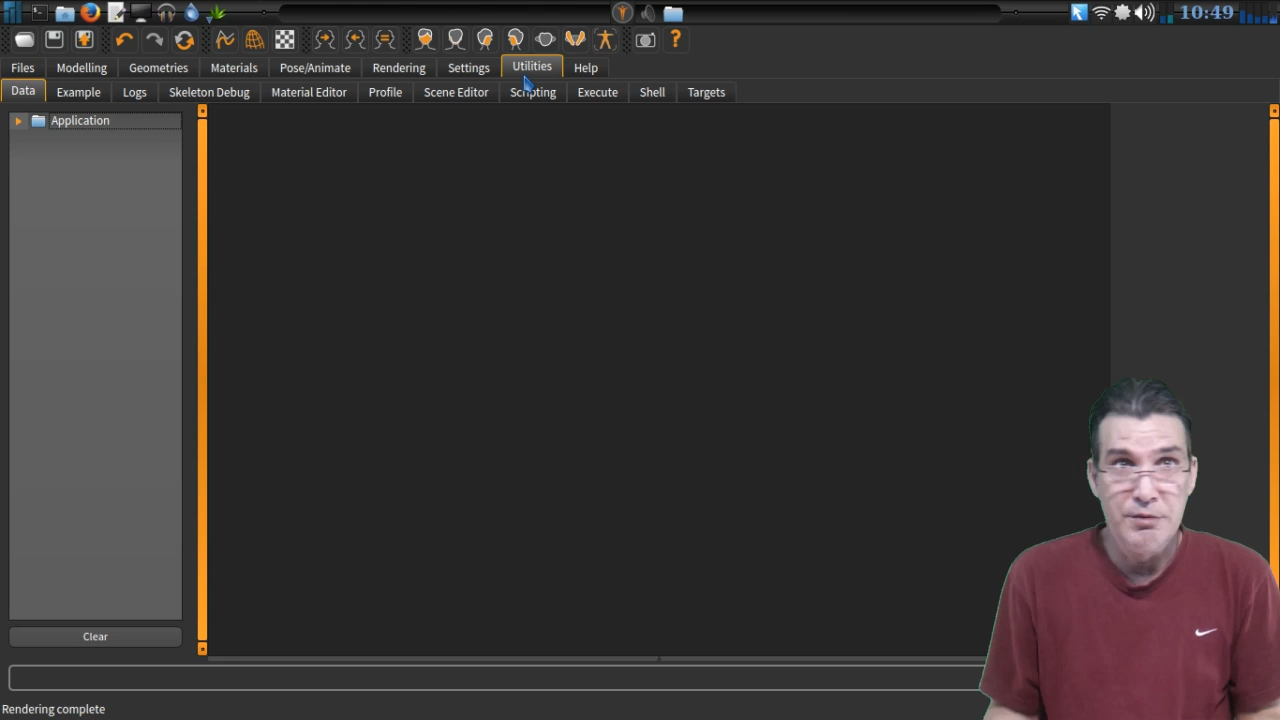 10:49
Files Modelling Geometries Materials Pose/Animate Rendering Settings Utilities Help
Data Example Logs Skeleton Debug Material Editor Profile Scene Editor Scripting Execute Shell Targets
Application
Clear
Rendering complete